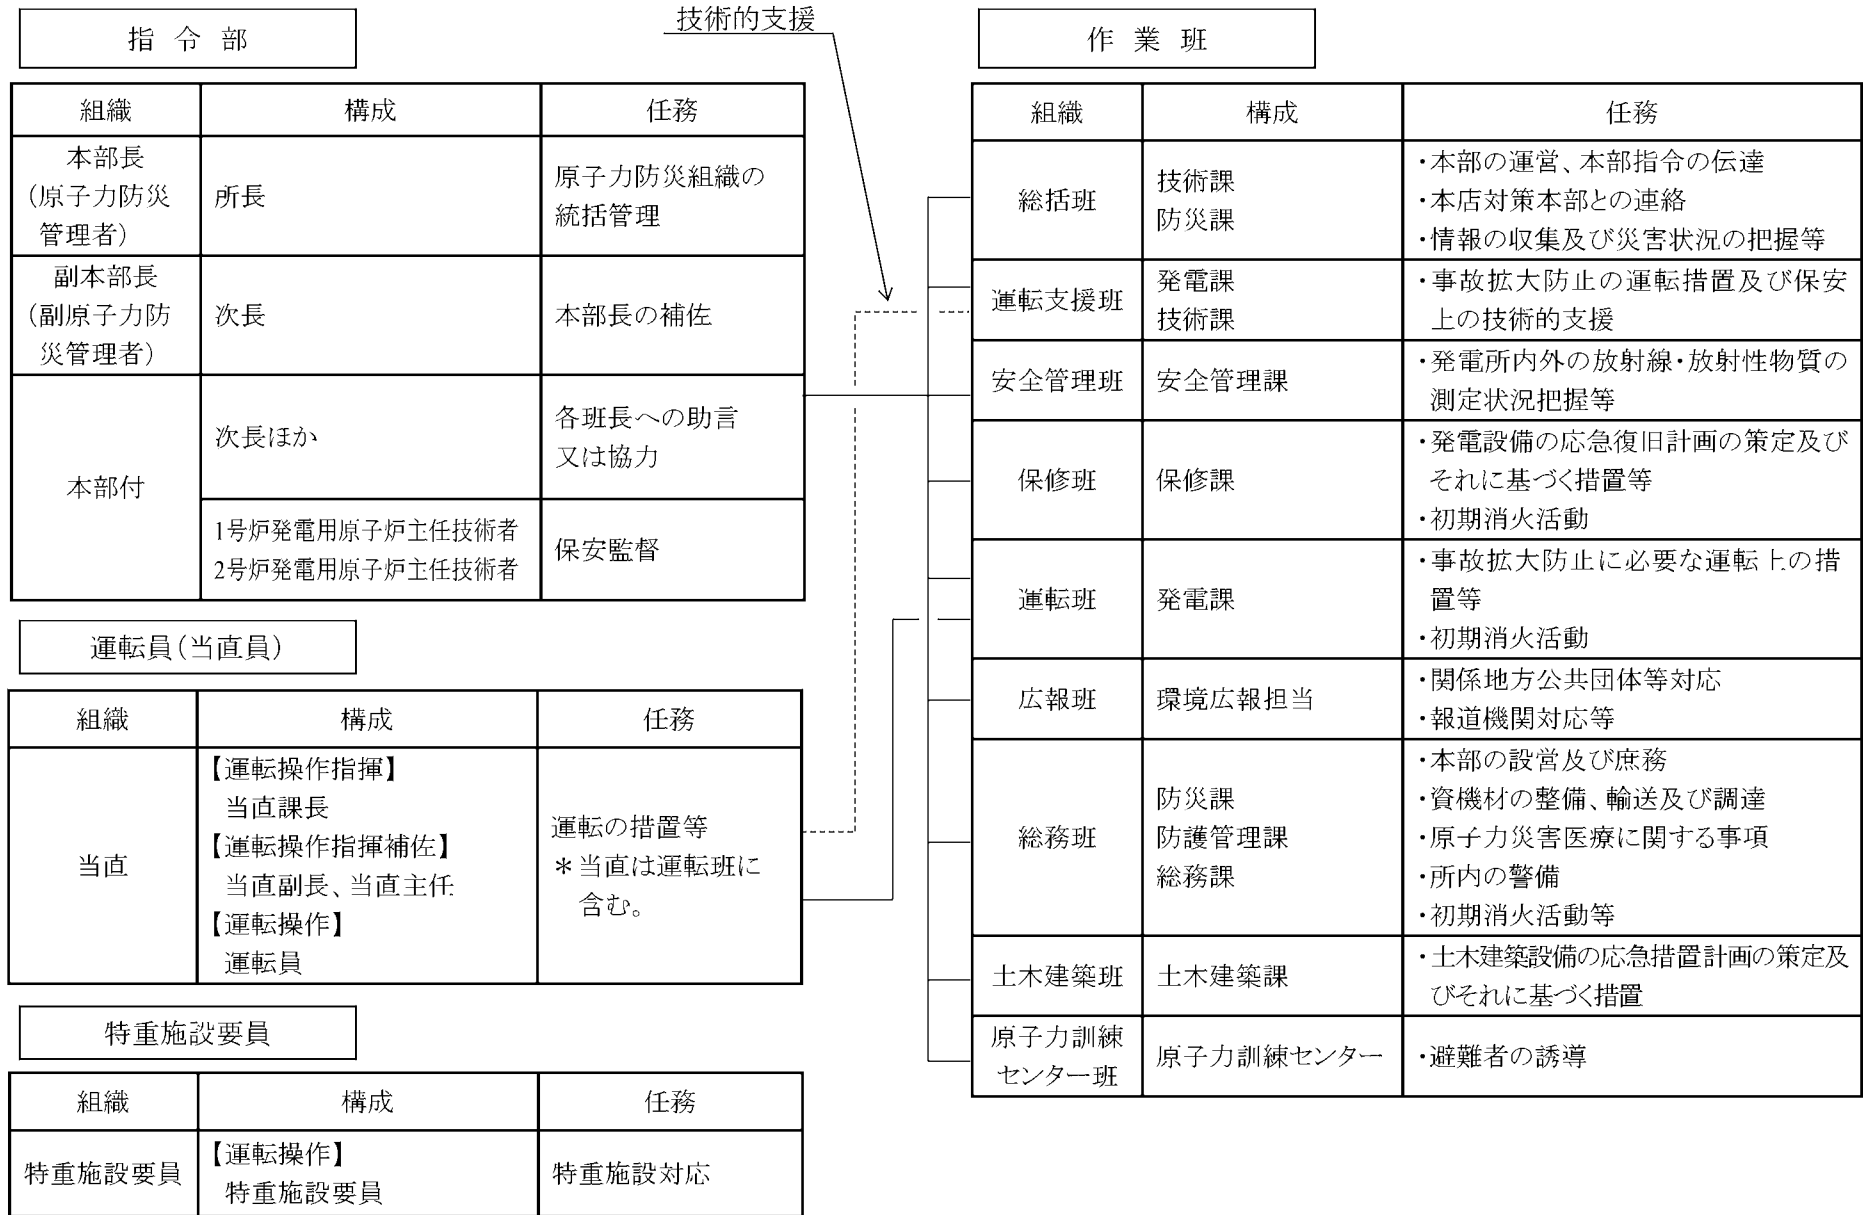 指令部
組織 構成 任務
本部長
(原子力防災
管理者)
所長
原子力防災組織の
統括管理
副本部長
(副原子力防
災管理者)
次長
本部長の補佐
本部付
次長ほか
各班長への助言
又は協力
1号炉発電用原子炉主任技術者
2号炉発電用原子炉主任技術者
保安監督
運転員(当直員)
組織 構成 任務
当直
【運転操作指揮】
当直課長
【運転操作指揮補佐】
当直副長、当直主任
【運転操作】
運転員
運転の措置等
*当直は運転班に
含む。
特重施設要員
組織 構成 任務
特重施設要員
【運転操作】
特重施設要員
特重施設対応
技術的支援
作業班
組織 構成 任務
総括班
技術課
防災課
・本部の運営、本部指令の伝達
・本店対策本部との連絡
・情報の収集及び災害状況の把握等
運転支援班
発電課
技術課
・事故拡大防止の運転措置及び保安
上の技術的支援
安全管理班
安全管理課
・発電所内外の放射線・放射性物質の
測定状況把握等
保修班
保修課
・発電設備の応急復旧計画の策定及び
それに基づく措置等
・初期消火活動
運転班
発電課
・事故拡大防止に必要な運転上の措
置等
・初期消火活動
広報班
環境広報担当
・関係地方公共団体等対応
・報道機関対応等
総務班
防災課
防護管理課
総務課
・本部の設営及び庶務
・資機材の整備、輸送及び調達
・原子力災害医療に関する事項
・所内の警備
・初期消火活動等
土木建築班
土木建築課
・土木建築設備の応急措置計画の策定及
びそれに基づく措置
原子力訓練
センター班
原子力訓練センター
・避難者の誘導